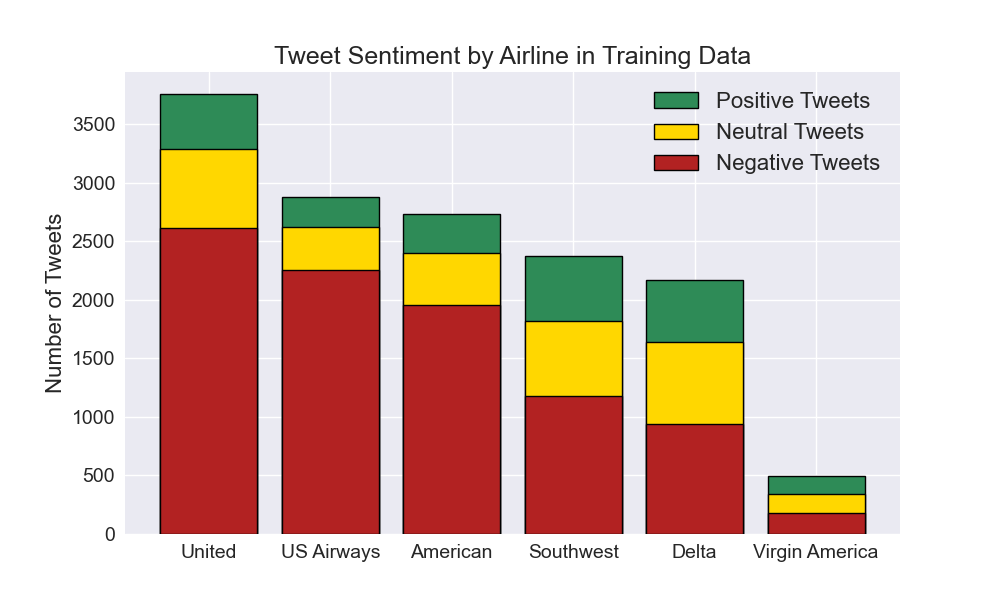 Tweet Sentiment by Airline in Training Data
Positive Tweets
Neutral Tweets
Negative Tweets
Number of Tweets
3500
3000
2500
2000
1500
1000
500
0
United US Airways American Southwest Delta Virgin America